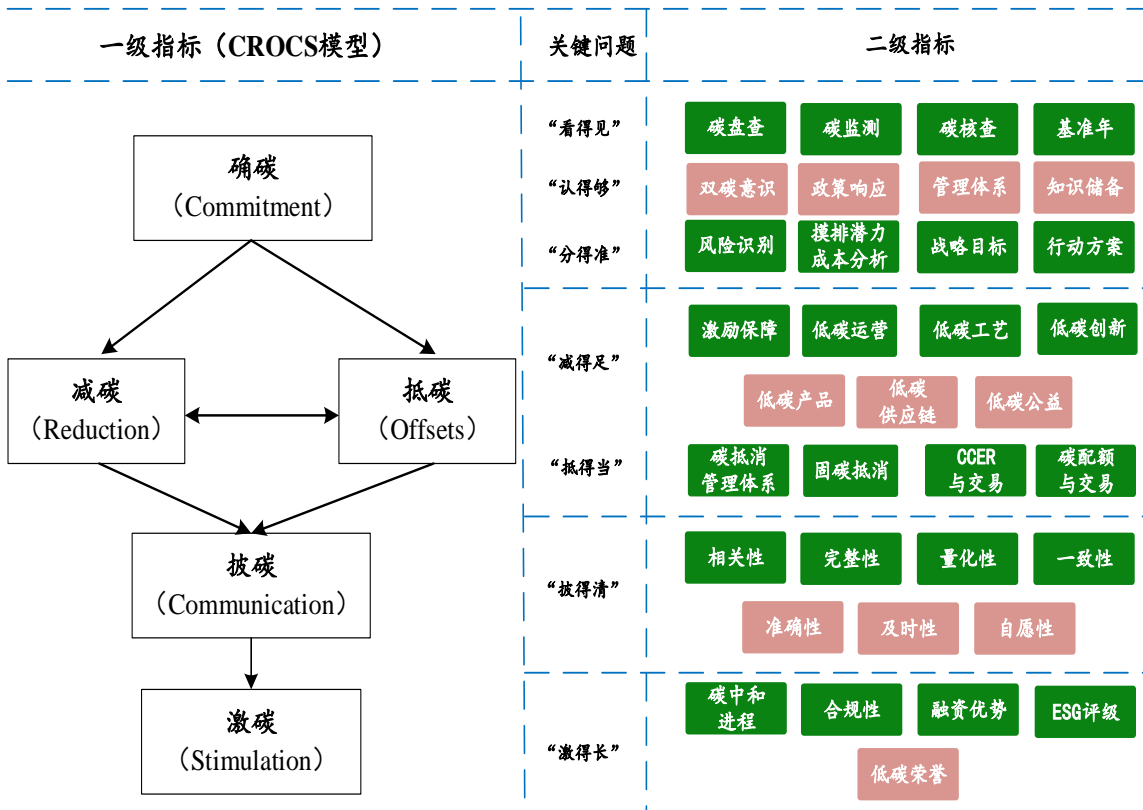 一级指标（CROCS模型）
关键问题
二级指标
确碳
（Commitment）
减碳
（Reduction）
抵碳
（Offsets）
披碳
（Communication）
激碳
（Stimulation）
“看得见”
碳盘查
碳监测
碳核查
基准年
“认得够”
双碳意识
政策响应
管理体系
知识储备
“分得准”
风险识别
摸排潜力
成本分析
战略目标
行动方案
“减得足”
激励保障
低碳运营
低碳工艺
低碳创新
低碳产品
低碳
供应链
低碳公益
“抵得当”
碳抵消
管理体系
固碳抵消
CCER
与交易
碳配额
与交易
“披得清”
相关性
完整性
量化性
一致性
准确性
及时性
自愿性
“激得长”
碳中和
进程
合规性
融资优势
ESG评级
低碳荣誉